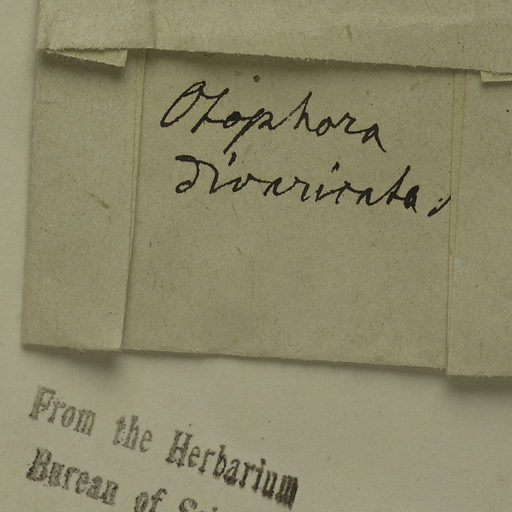 Otophora
divaricata.
From the Herbarium
Bureau of